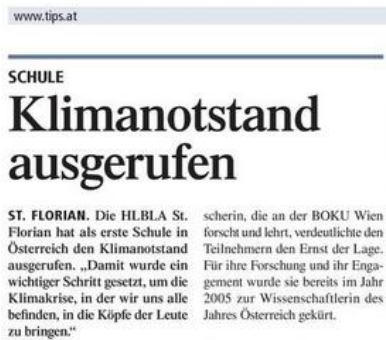 www.tips.at
SCHULE
Klimanotstand
ausgerufen
ST. FLORIAN. Die HLBLA St.
Florian hat als erste Schule in
Österreich den Klimanotstand
ausgerufen. „Damit wurde ein
wichtiger Schritt gesetzt, um die
Klimakrise, in der wir uns alle
befinden, in die Köpfe der Leute
zu bringen.“
scherin, die an der BOKU Wien
forscht und lehrt, verdeutlichte den
Teilnehmern den Ernst der Lage.
Für ihre Forschung und ihr Enga-
gement wurde sie bereits im Jahr
2005 zur Wissenschaftlerin des
Jahres Österreich gekürt.